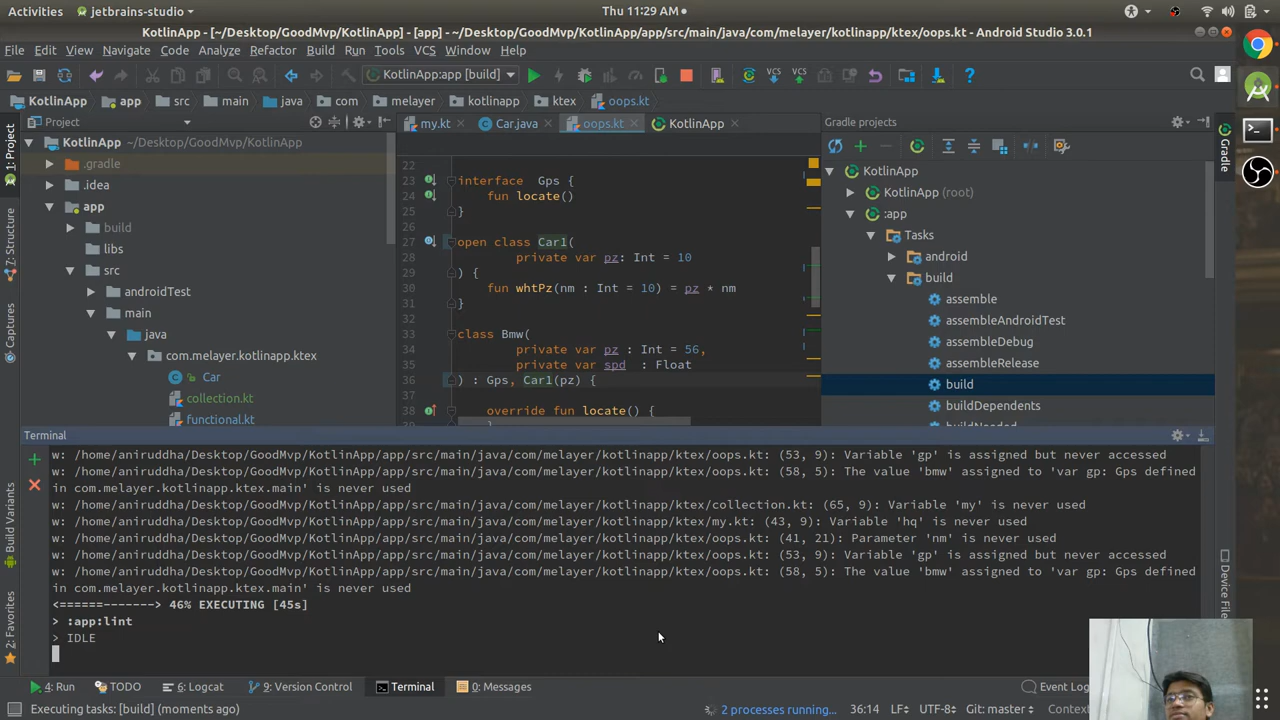 Activities jetbrains-studio Thu 11:29 AM
KotlinApp - [~/Desktop/GoodMvp/KotlinApp] - [app] - ~/Desktop/GoodMvp/KotlinApp/app/src/main/java/com/melayer/kotlinapp/ktex/oops.kt - Android Studio 3.0.1
File Edit View Navigate Code Analyze Refactor Build Run Tools VCS Window Help
KotlinApp:app [build] VCS VCS
KotlinApp app src main java com melayer kotlinapp ktex oops.kt
Project my.kt Car.java oops.kt KotlinApp Gradle projects
1: Project
7: Structure
Captures
Build Variants
2: Favorites
KotlinApp ~/Desktop/GoodMvp/KotlinApp
.gradle
.idea
app
build
libs
src
androidTest
main
java
com.melayer.kotlinapp.ktex
Car
collection.kt
functional.kt
22
23 interface Gps {
24 fun locate()
25 }
26
27 open class Car1(
28 private var pz: Int = 10
29 ) {
30 fun whtPz(nm : Int = 10) = pz * nm
31 }
32
33 class Bmw(
34 private var pz : Int = 56,
35 private var spd : Float
36 ) : Gps, Car1(pz) {
37
38 override fun locate() {
39 }
KotlinApp
KotlinApp (root)
:app
Tasks
android
build
assemble
assembleAndroidTest
assembleDebug
assembleRelease
build
buildDependents
buildNeeded
Gradle
Device File
Terminal
w: /home/aniruddha/Desktop/GoodMvp/KotlinApp/app/src/main/java/com/melayer/kotlinapp/ktex/oops.kt: (53, 9): Variable 'gp' is assigned but never accessed
w: /home/aniruddha/Desktop/GoodMvp/KotlinApp/app/src/main/java/com/melayer/kotlinapp/ktex/oops.kt: (58, 5): The value 'bmw' assigned to 'var gp: Gps defined
in com.melayer.kotlinapp.ktex.main' is never used
w: /home/aniruddha/Desktop/GoodMvp/KotlinApp/app/src/main/java/com/melayer/kotlinapp/ktex/collection.kt: (65, 9): Variable 'my' is never used
w: /home/aniruddha/Desktop/GoodMvp/KotlinApp/app/src/main/java/com/melayer/kotlinapp/ktex/my.kt: (43, 9): Variable 'hq' is never used
w: /home/aniruddha/Desktop/GoodMvp/KotlinApp/app/src/main/java/com/melayer/kotlinapp/ktex/oops.kt: (41, 21): Parameter 'nm' is never used
w: /home/aniruddha/Desktop/GoodMvp/KotlinApp/app/src/main/java/com/melayer/kotlinapp/ktex/oops.kt: (53, 9): Variable 'gp' is assigned but never accessed
w: /home/aniruddha/Desktop/GoodMvp/KotlinApp/app/src/main/java/com/melayer/kotlinapp/ktex/oops.kt: (58, 5): The value 'bmw' assigned to 'var gp: Gps defined
in com.melayer.kotlinapp.ktex.main' is never used
<======-------> 46% EXECUTING [45s]
> :app:lint
> IDLE
4: Run TODO 6: Logcat 9: Version Control Terminal 0: Messages Event Log
Executing tasks: [build] (moments ago) 2 processes running... 36:14 LF UTF-8 Git: master Context: